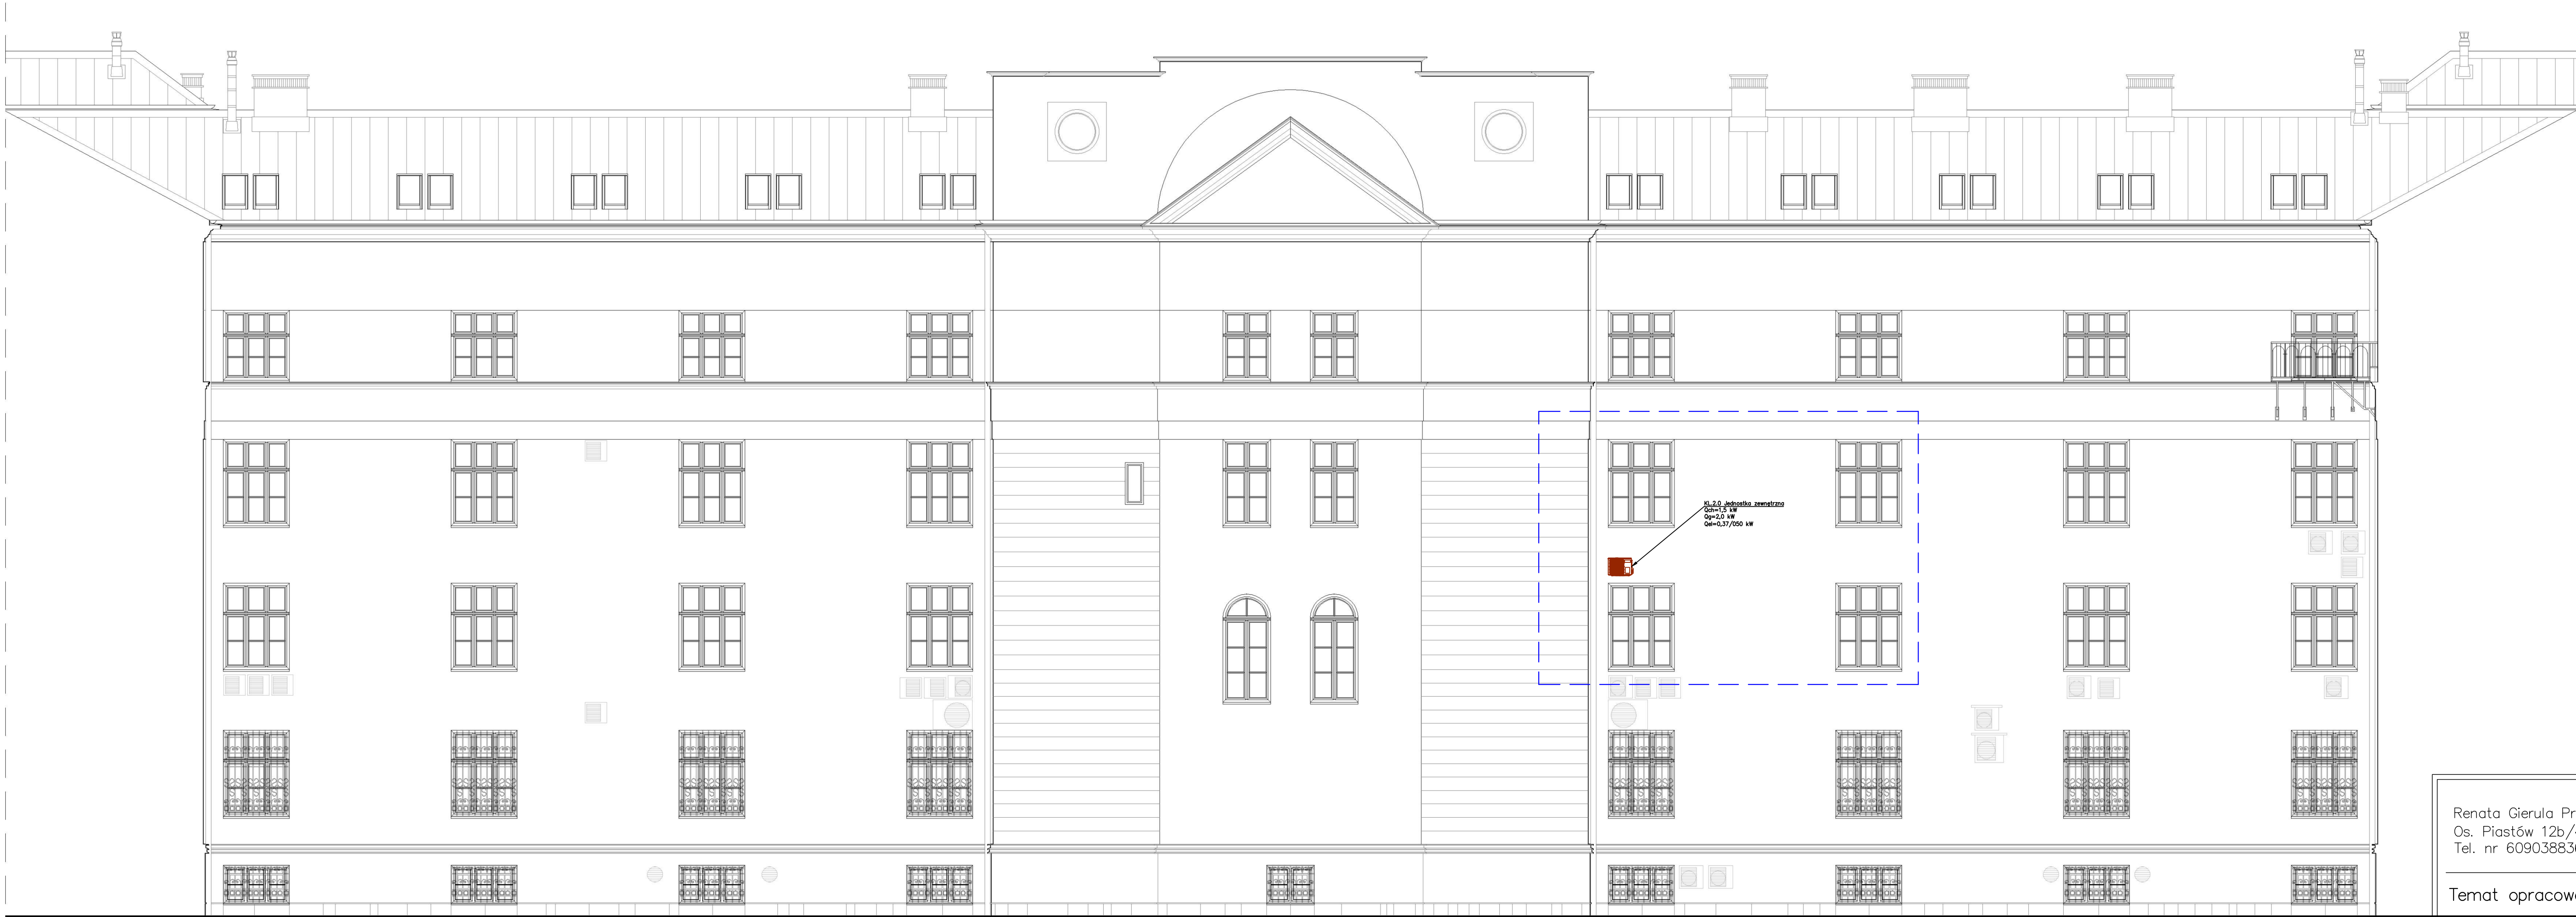 KL.2.0 Jednostka zewnętrzna
Qch=1,5 kW
Qg=2,0 kW
Qel=0,37/050 kW
Renata Gierula Pr
Os. Piastów 12b/
Tel. nr 60903883
Temat opracow